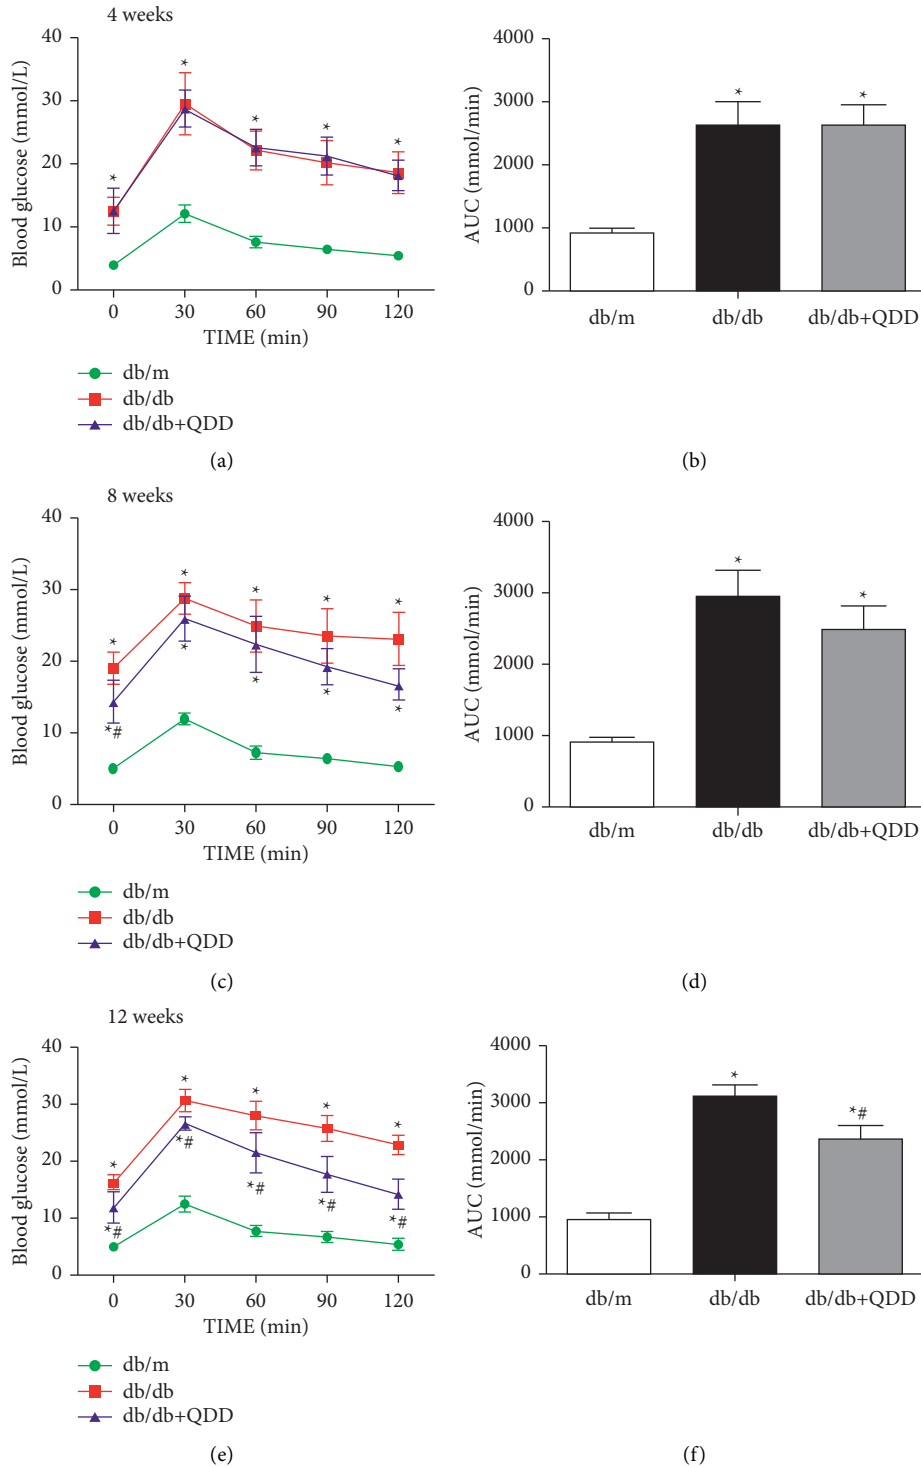 4 weeks
Blood glucose (mmol/L)
40
30
20
10
0
* * * * *
0 30 60 90 120
TIME (min)
db/m
db/db
db/db+QDD
(a)
AUC (mmol/min)
4000
3000
2000
1000
0
* *
db/m db/db db/db+QDD
(b)
8 weeks
Blood glucose (mmol/L)
40
30
20
10
0
* * * * *
*# * * * *
0 30 60 90 120
TIME (min)
db/m
db/db
db/db+QDD
(c)
AUC (mmol/min)
4000
3000
2000
1000
0
* *
db/m db/db db/db+QDD
(d)
12 weeks
Blood glucose (mmol/L)
40
30
20
10
0
* * * * *
*# *# *# *# *#
0 30 60 90 120
TIME (min)
db/m
db/db
db/db+QDD
(e)
AUC (mmol/min)
4000
3000
2000
1000
0
* *#
db/m db/db db/db+QDD
(f)